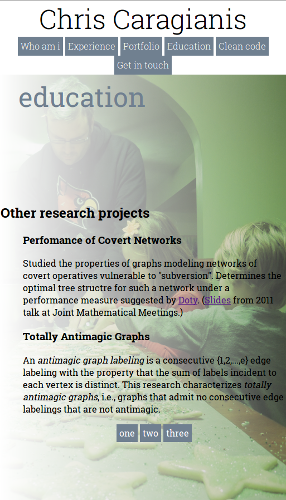 Chris Caragianis
Who am i Experience Portfolio Education Clean code
Get in touch
education
Other research projects
Perfomance of Covert Networks
Studied the properties of graphs modeling networks of
covert operatives vulnerable to "subversion". Determines the
optimal tree structre for such a network under a
performance measure suggested by Doty. (Slides from 2011
talk at Joint Mathematical Meetings.)
Totally Antimagic Graphs
An antimagic graph labeling is a consecutive {1,2,...,e} edge
labeling with the property that the sum of labels incident to
each vertex is distinct. This research characterizes totally
antimagic graphs, i.e., graphs that admit no consecutive edge
labelings that are not antimagic.
one two three